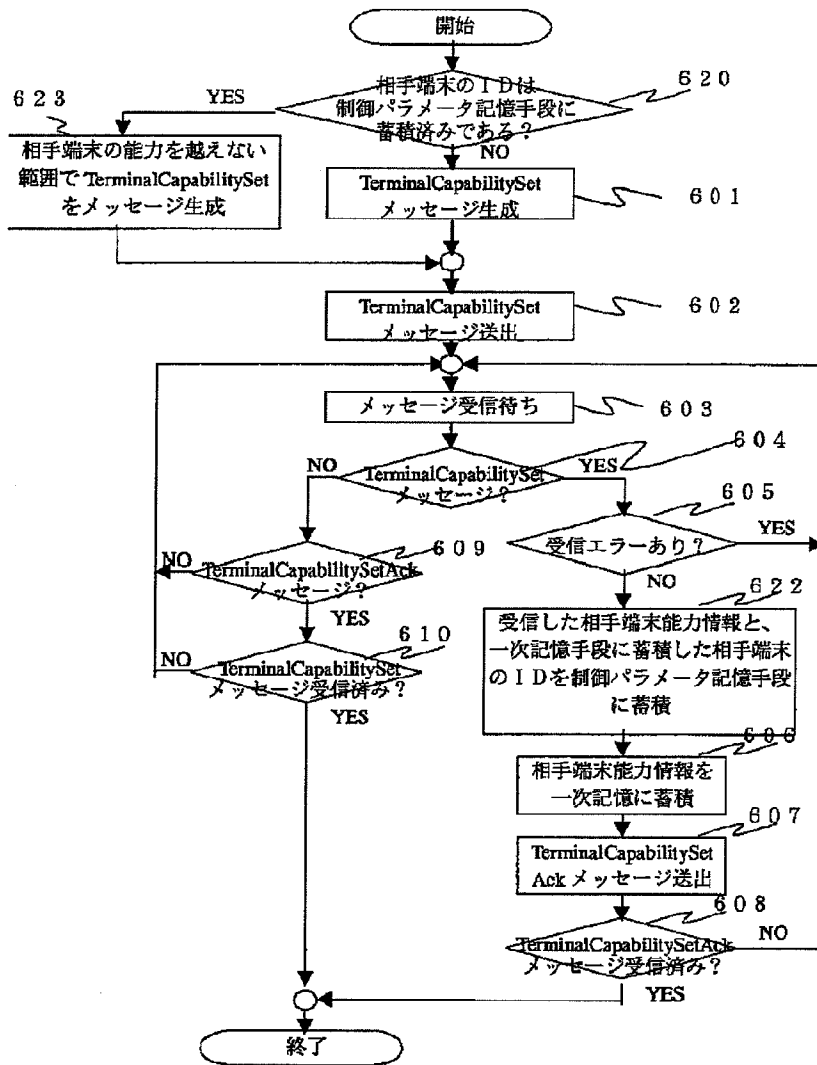 開始
相手端末のＩＤは
制御パラメータ記憶手段に
蓄積済みである？
６２０
YES
６２３
NO
相手端末の能力を越えない
範囲でTerminalCapabilitySet
をメッセージ生成
TerminalCapabilitySet
メッセージ生成
６０１
TerminalCapabilitySet
メッセージ送出
６０２
メッセージ受信待ち
６０３
６０４
NO
TerminalCapabilitySet
メッセージ？
YES
６０５
受信エラーあり？
YES
NO
６０９
NO
TerminalCapabilitySetAck
メッセージ？
YES
６２２
受信した相手端末能力情報と、
一次記憶手段に蓄積した相手端末
のＩＤを制御パラメータ記憶手段
に蓄積
６１０
NO
TerminalCapabilitySet
メッセージ受信済み？
YES
６０６
相手端末能力情報を
一次記憶に蓄積
６０７
TerminalCapabilitySet
Ackメッセージ送出
６０８
TerminalCapabilitySetAck
メッセージ受信済み？
NO
YES
終了